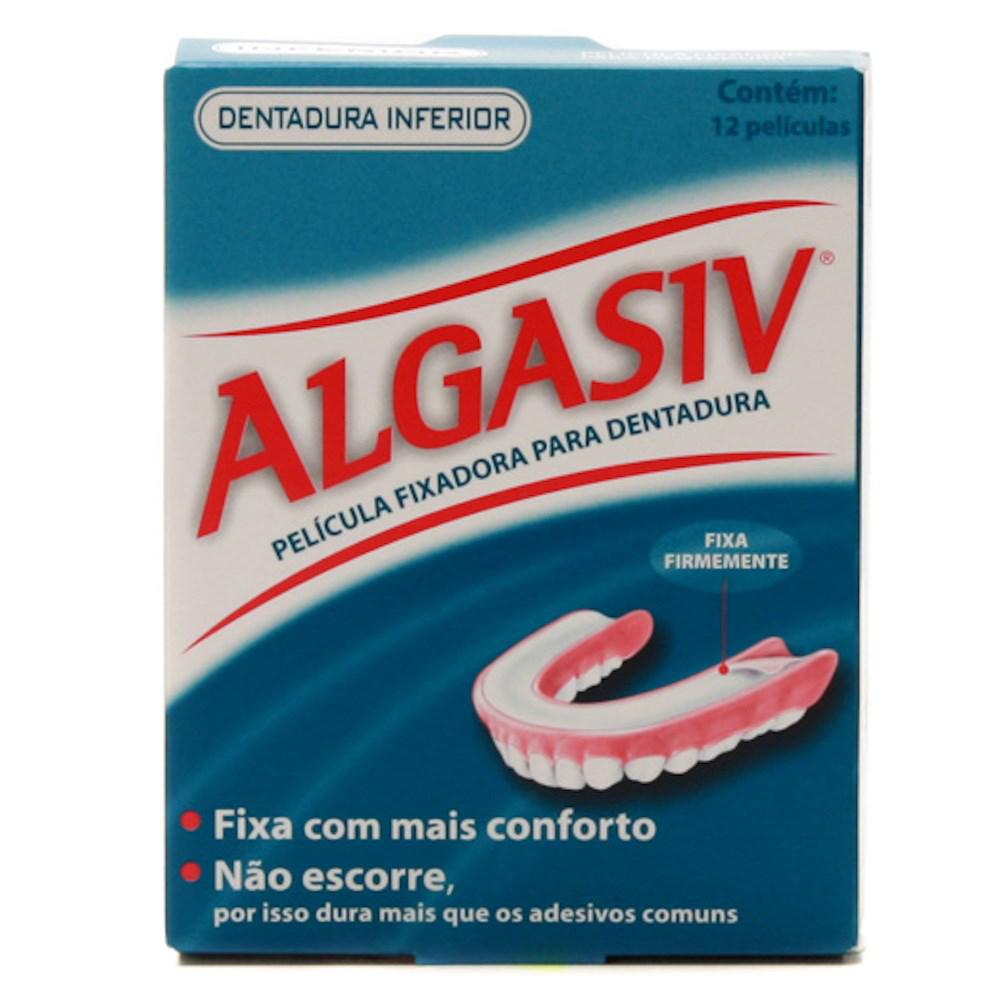 DENTADURA INFERIOR
Contém:
12 películas
ALGASIV®
PELÍCULA FIXADORA PARA DENTADURA
FIXA
FIRMEMENTE
• Fixa com mais conforto
• Não escorre,
por isso dura mais que os adesivos comuns